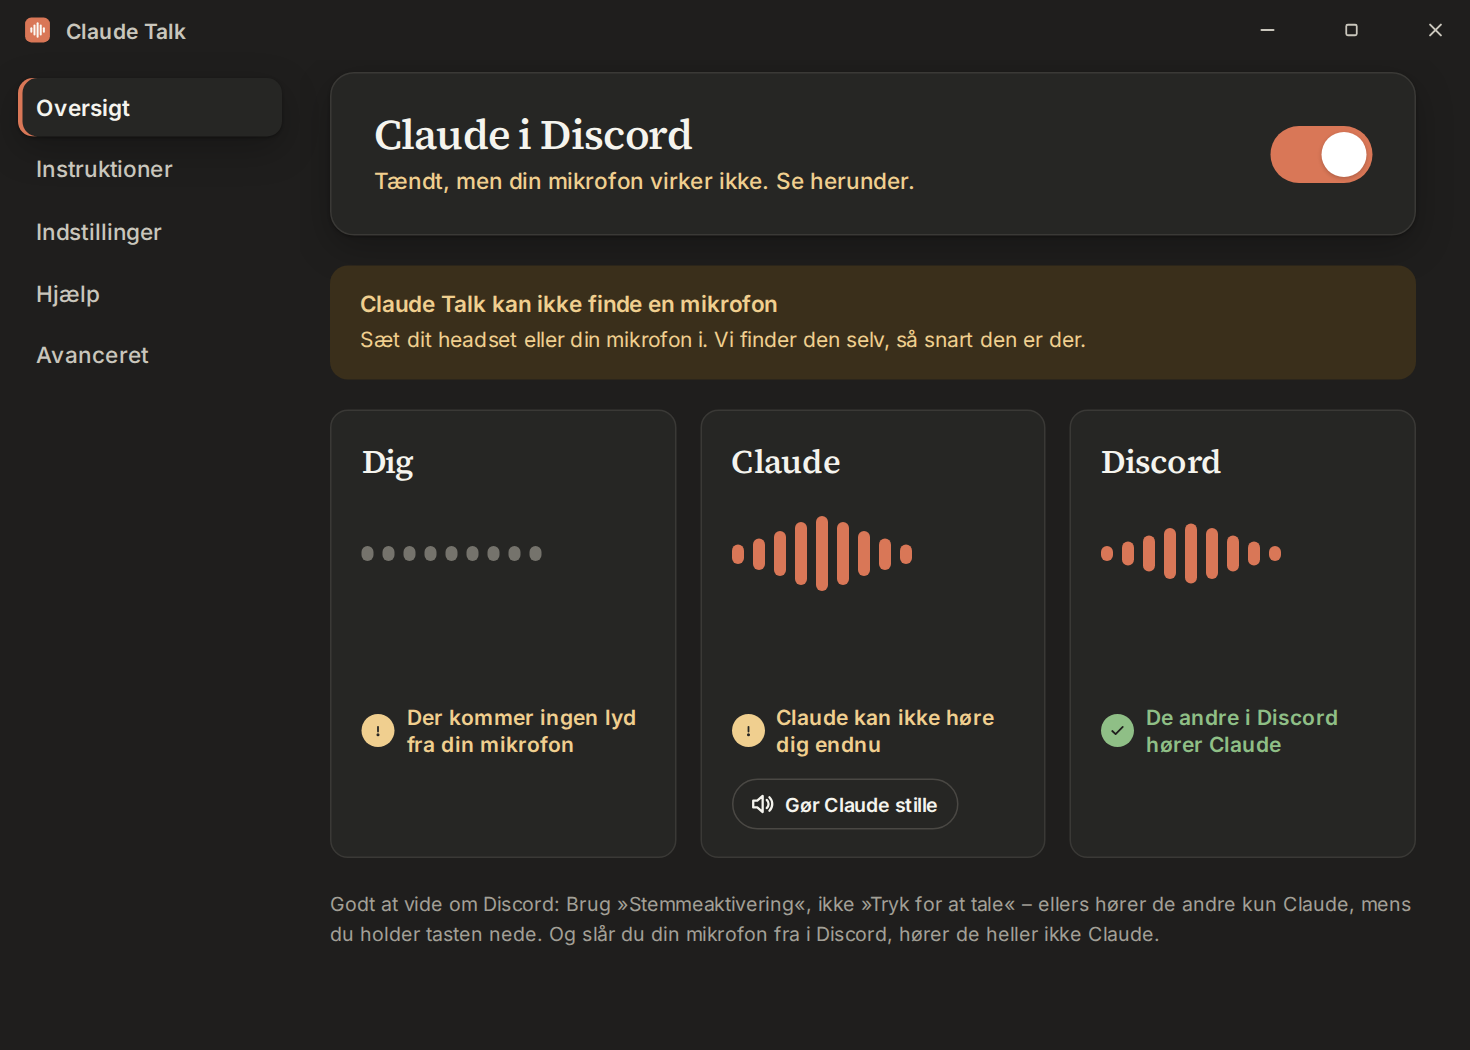 Claude Talk
Oversigt
Instruktioner
Indstillinger
Hjælp
Avanceret
Claude i Discord
Tændt, men din mikrofon virker ikke. Se herunder.
Claude Talk kan ikke finde en mikrofon
Sæt dit headset eller din mikrofon i. Vi finder den selv, så snart den er der.
Dig
Der kommer ingen lyd
fra din mikrofon
Claude
Claude kan ikke høre
dig endnu
Gør Claude stille
Discord
De andre i Discord
hører Claude
Godt at vide om Discord: Brug »Stemmeaktivering«, ikke »Tryk for at tale« – ellers hører de andre kun Claude, mens
du holder tasten nede. Og slår du din mikrofon fra i Discord, hører de heller ikke Claude.